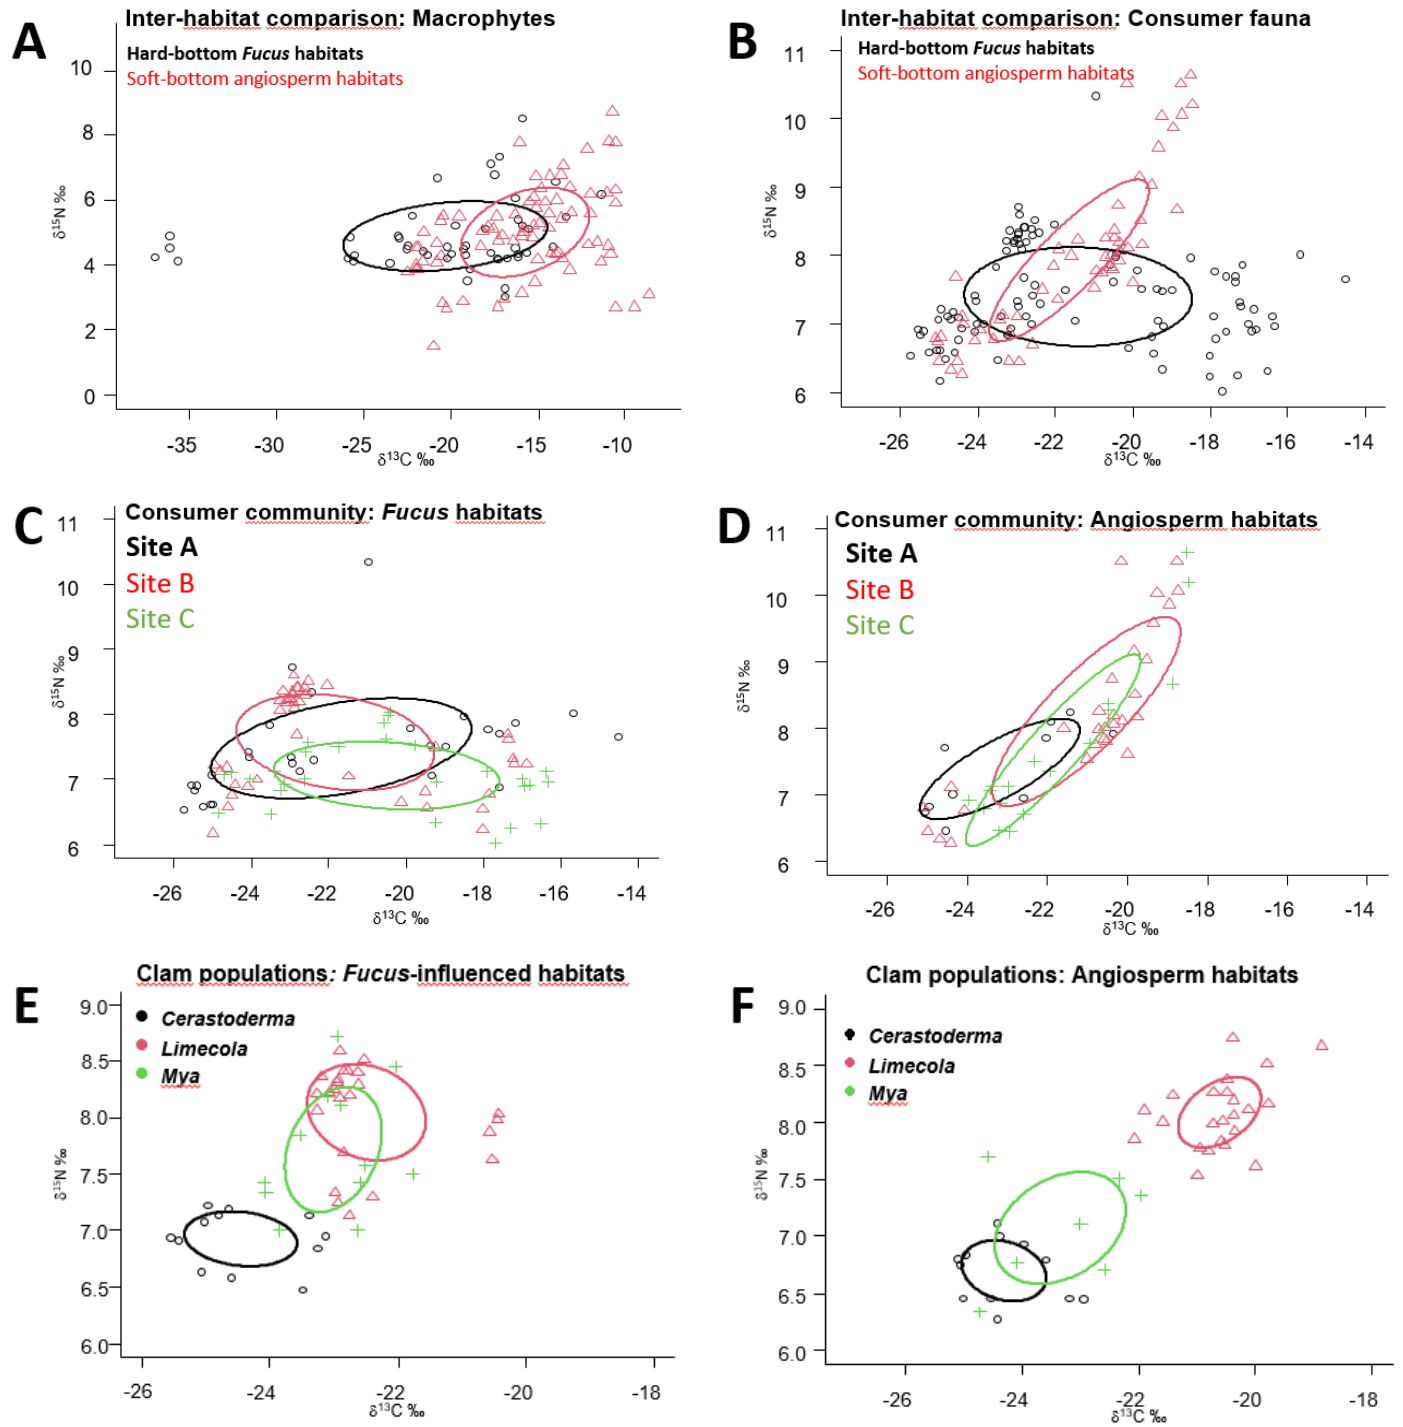 A
Inter-habitat comparison: Macrophytes
Hard-bottom Fucus habitats
Soft-bottom angiosperm habitats
δ¹⁵N ‰
10
8
6
4
2
0
-35
-30
-25
-20
-15
-10
δ¹³C ‰
B
Inter-habitat comparison: Consumer fauna
Hard-bottom Fucus habitats
Soft-bottom angiosperm habitats
δ¹⁵N ‰
11
10
9
8
7
6
-26
-24
-22
-20
-18
-16
-14
δ¹³C ‰
C
Consumer community: Fucus habitats
Site A
Site B
Site C
δ¹⁵N ‰
11
10
9
8
7
6
-26
-24
-22
-20
-18
-16
-14
δ¹³C ‰
D
Consumer community: Angiosperm habitats
Site A
Site B
Site C
δ¹⁵N ‰
11
10
9
8
7
6
-26
-24
-22
-20
-18
-16
-14
δ¹³C ‰
E
Clam populations: Fucus-influenced habitats
Cerastoderma
Limecola
Mya
δ¹⁵N ‰
9.0
8.5
8.0
7.5
7.0
6.5
6.0
-26
-24
-22
-20
-18
δ¹³C ‰
F
Clam populations: Angiosperm habitats
Cerastoderma
Limecola
Mya
δ¹⁵N ‰
9.0
8.5
8.0
7.5
7.0
6.5
6.0
-26
-24
-22
-20
-18
δ¹³C ‰